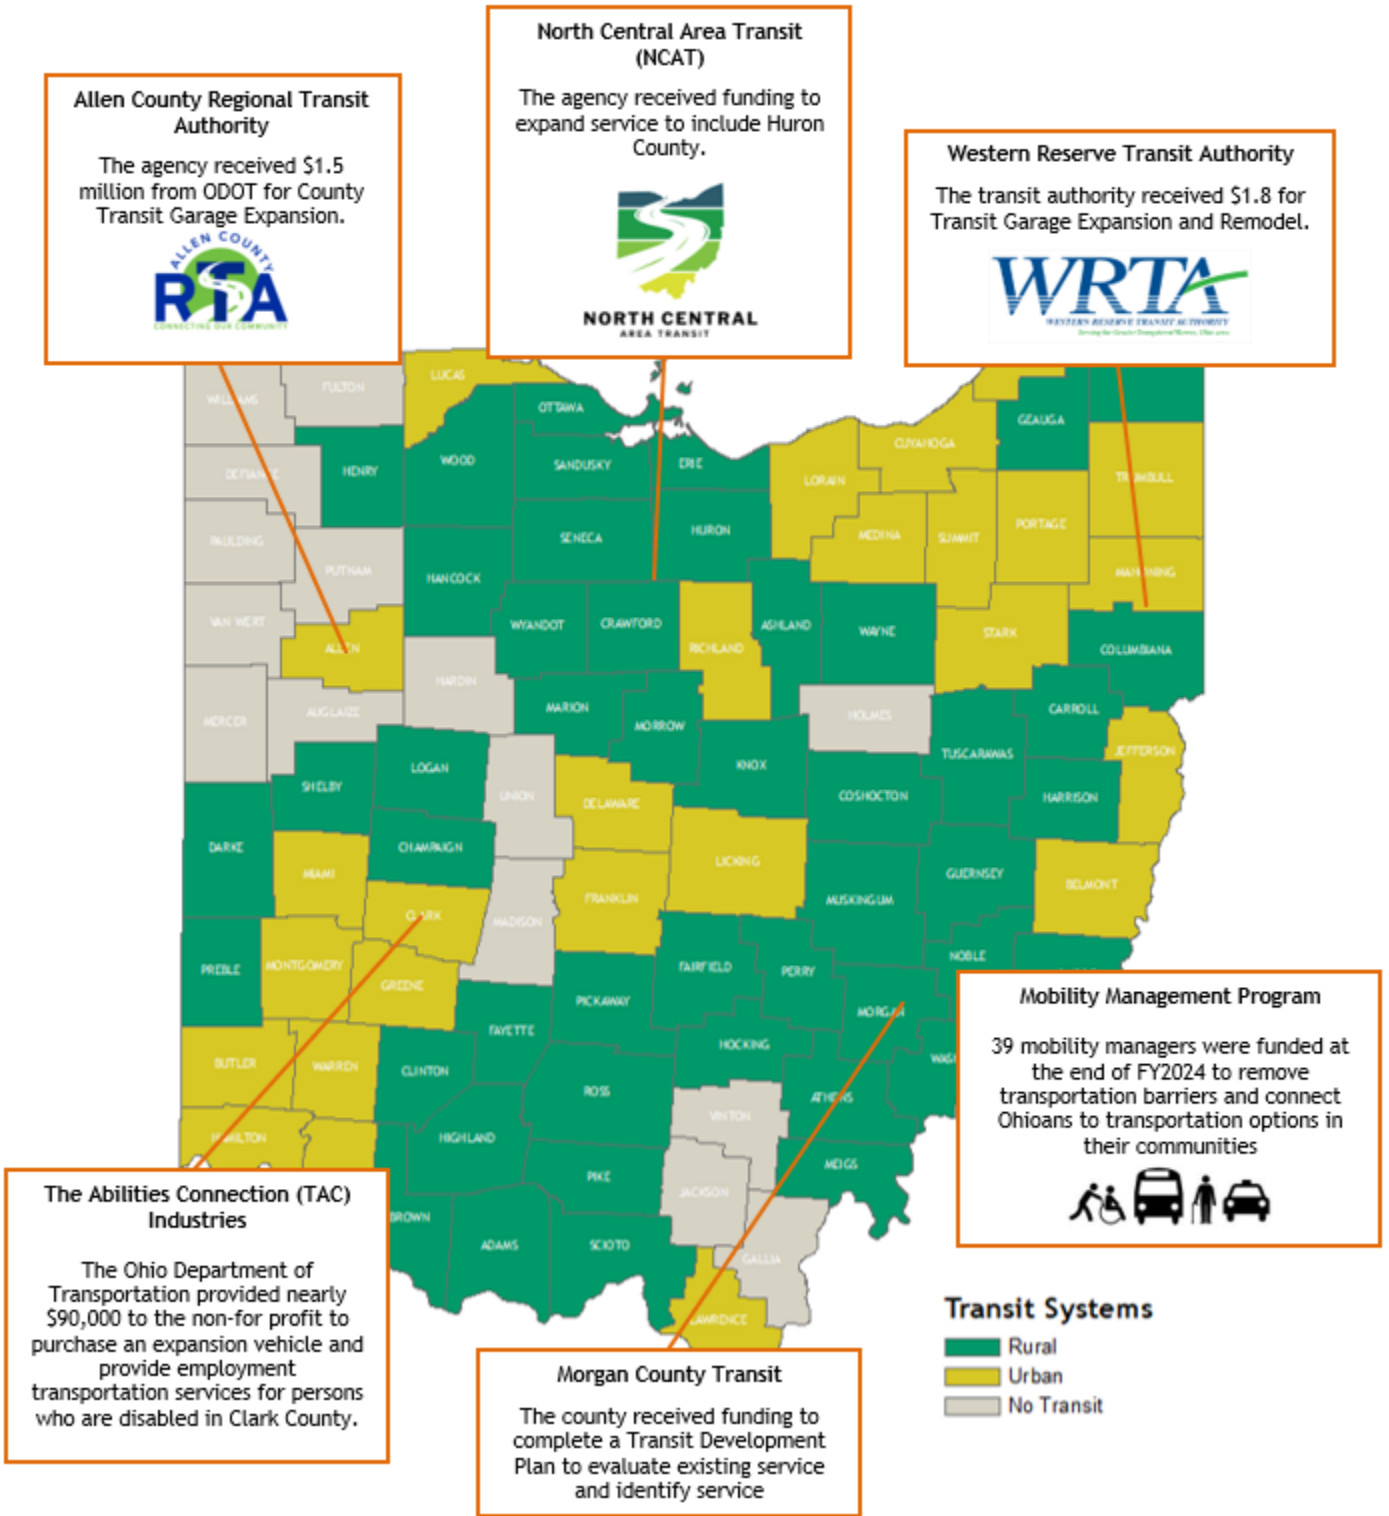 North Central Area Transit
(NCAT)
The agency received funding to
expand service to include Huron
County.
NORTH CENTRAL
AREA TRANSIT
Allen County Regional Transit
Authority
The agency received $1.5
million from ODOT for County
Transit Garage Expansion.
ALLEN COUNTY
RTA
CONNECTING OUR COMMUNITY
Western Reserve Transit Authority
The transit authority received $1.8 for
Transit Garage Expansion and Remodel.
WRTA
WESTERN RESERVE TRANSIT AUTHORITY
WILLIAMS
FULTON
LUCAS
OTTAWA
GEAUGA
CUYAHOGA
DEFIANCE
HENRY
WOOD
SANDUSKY
ERIE
LORAIN
TRUMBULL
PAULDING
PUTNAM
HANCOCK
SENECA
HURON
MEDINA
SUMMIT
PORTAGE
MAHONING
VAN WERT
ALLEN
WYANDOT
CRAWFORD
RICHLAND
ASHLAND
WAYNE
STARK
COLUMBIANA
MERCER
AUGLAIZE
HARDIN
MARION
MORROW
HOLMES
CARROLL
JEFFERSON
SHELBY
LOGAN
UNION
DELAWARE
KNOX
COSHOCTON
TUSCARAWAS
HARRISON
DARKE
MIAMI
CHAMPAIGN
LICKING
MUSKINGUM
GUERNSEY
BELMONT
CLARK
MADISON
FRANKLIN
PREBLE
MONTGOMERY
GREENE
PICKAWAY
FAIRFIELD
PERRY
NOBLE
MORGAN
FAYETTE
HOCKING
WAS
BUTLER
WARREN
CLINTON
ROSS
ATHENS
VINTON
HAMILTON
HIGHLAND
PIKE
JACKSON
MEIGS
BROWN
ADAMS
SCIOTO
GALLIA
LAWRENCE
Mobility Management Program
39 mobility managers were funded at
the end of FY2024 to remove
transportation barriers and connect
Ohioans to transportation options in
their communities
The Abilities Connection (TAC)
Industries
The Ohio Department of
Transportation provided nearly
$90,000 to the non-for profit to
purchase an expansion vehicle and
provide employment
transportation services for persons
who are disabled in Clark County.
Morgan County Transit
The county received funding to
complete a Transit Development
Plan to evaluate existing service
and identify service
Transit Systems
Rural
Urban
No Transit